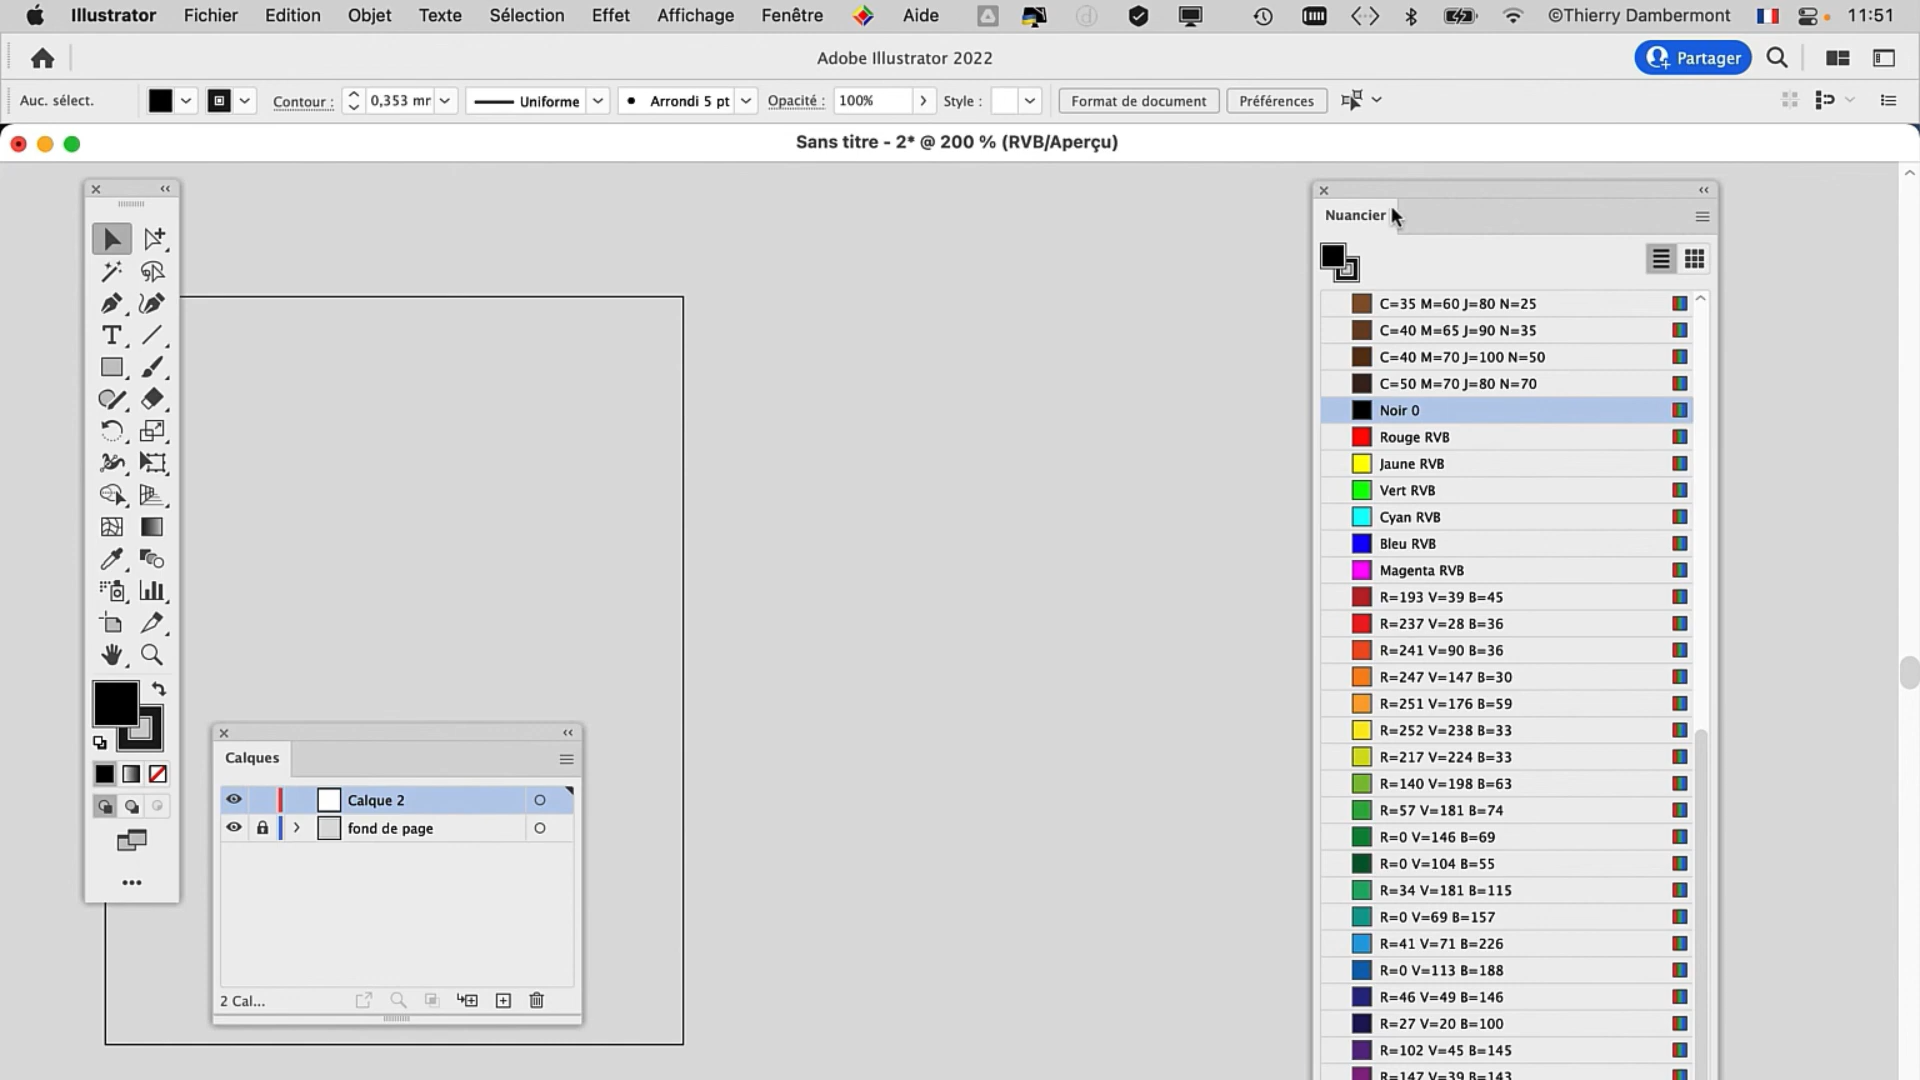 Illustrator Fichier Edition Objet Texte Sélection Effet Affichage Fenêtre Aide ©Thierry Dambermont 11:51
Adobe Illustrator 2022 Partager
Auc. sélect. Contour : 0,353 mr Uniforme Arrondi 5 pt Opacité : 100% Style : Format de document Préférences
Sans titre - 2* @ 200 % (RVB/Aperçu)
Nuancier
C=35 M=60 J=80 N=25
C=40 M=65 J=90 N=35
C=40 M=70 J=100 N=50
C=50 M=70 J=80 N=70
Noir 0
Rouge RVB
Jaune RVB
Vert RVB
Cyan RVB
Bleu RVB
Magenta RVB
R=193 V=39 B=45
R=237 V=28 B=36
R=241 V=90 B=36
R=247 V=147 B=30
R=251 V=176 B=59
R=252 V=238 B=33
R=217 V=224 B=33
R=140 V=198 B=63
R=57 V=181 B=74
R=0 V=146 B=69
R=0 V=104 B=55
R=34 V=181 B=115
R=0 V=69 B=157
R=41 V=71 B=226
R=0 V=113 B=188
R=46 V=49 B=146
R=27 V=20 B=100
R=102 V=45 B=145
R=147 V=39 B=143
Calques
Calque 2
fond de page
2 Cal...